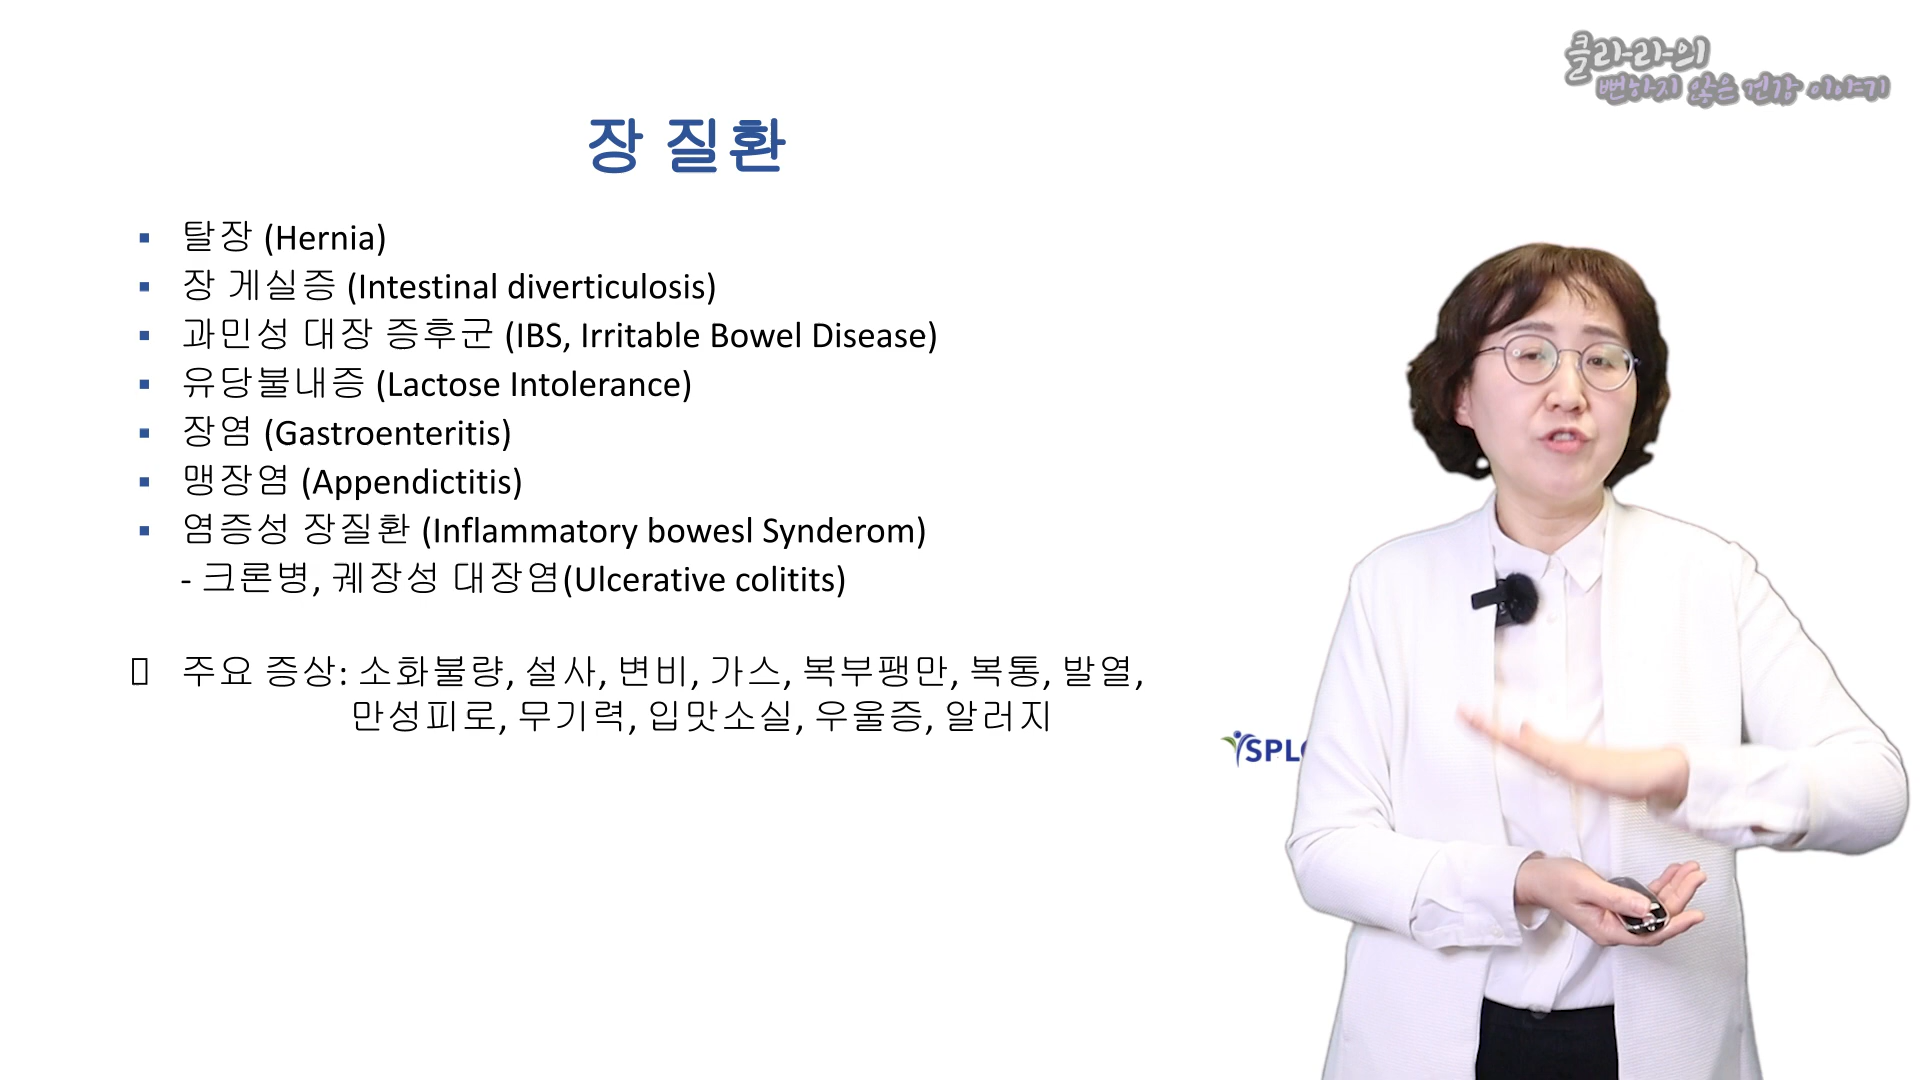 클라라의
뻔하지 않은 건강 이야기
장 질환
▪ 탈장 (Hernia)
▪ 장 게실증 (Intestinal diverticulosis)
▪ 과민성 대장 증후군 (IBS, Irritable Bowel Disease)
▪ 유당불내증 (Lactose Intolerance)
▪ 장염 (Gastroenteritis)
▪ 맹장염 (Appendictitis)
▪ 염증성 장질환 (Inflammatory bowesl Synderom)
- 크론병, 궤장성 대장염(Ulcerative colitits)
주요 증상: 소화불량, 설사, 변비, 가스, 복부팽만, 복통, 발열,
만성피로, 무기력, 입맛소실, 우울증, 알러지